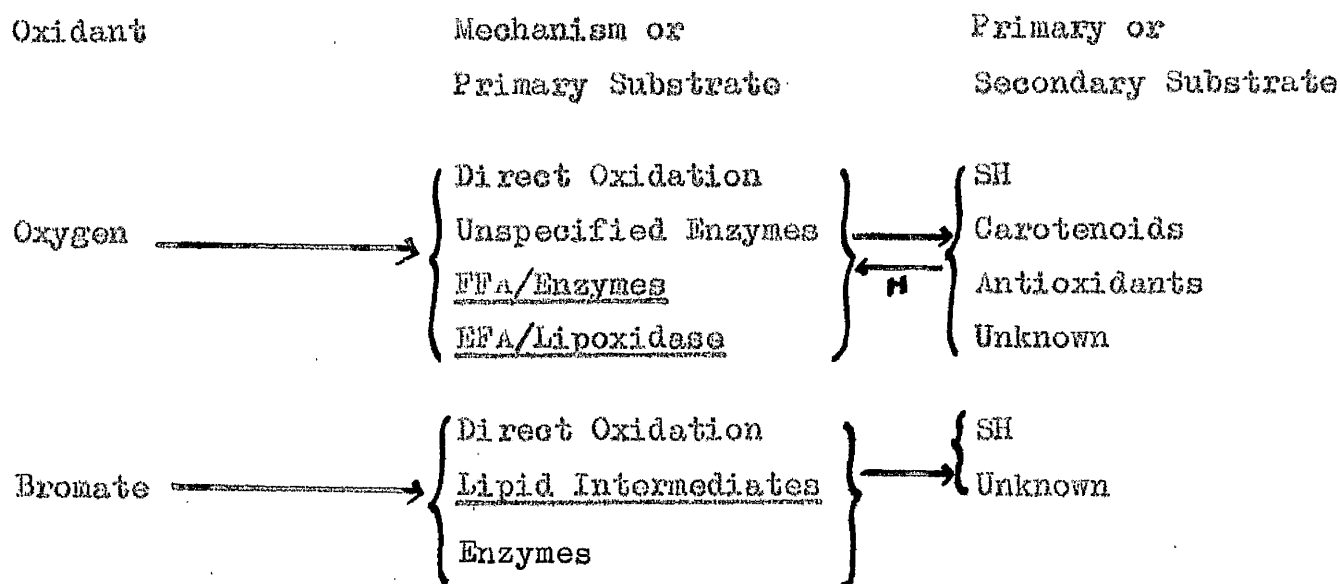 Oxidant Mechanism or Primary or
Primary Substrate Secondary Substrate
Direct Oxidation SH
Oxygen Unspecified Enzymes Carotenoids
FFA/Enzymes H Antioxidants
EFA/Lipoxidase Unknown
Direct Oxidation SH
Bromate Lipid Intermediates Unknown
Enzymes